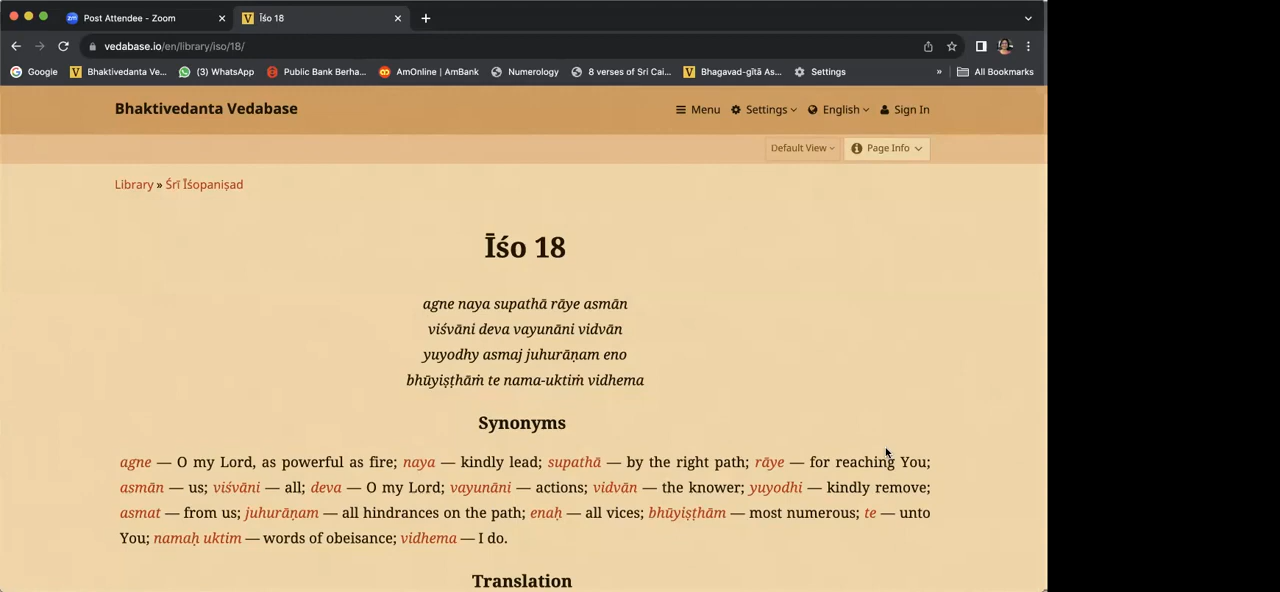 Post Attendee - Zoom
Īśo 18
vedabase.io/en/library/iso/18/
Google
Bhaktivedanta Ve...
(3) WhatsApp
Public Bank Berha...
AmOnline | AmBank
Numerology
8 verses of Sri Cai...
Bhagavad-gītā As...
Settings
»
All Bookmarks
Bhaktivedanta Vedabase
Menu
Settings
English
Sign In
Default View
Page Info
Library » Śrī Īśopaniṣad
Īśo 18
agne naya supathā rāye asmān
viśvāni deva vayunāni vidvān
yuyodhy asmaj juhurāṇam eno
bhūyiṣṭhāṁ te nama-uktiṁ vidhema
Synonyms
agne — O my Lord, as powerful as fire; naya — kindly lead; supathā — by the right path; rāye — for reaching You;
asmān — us; viśvāni — all; deva — O my Lord; vayunāni — actions; vidvān — the knower; yuyodhi — kindly remove;
asmat — from us; juhurāṇam — all hindrances on the path; enaḥ — all vices; bhūyiṣṭhām — most numerous; te — unto
You; namaḥ uktim — words of obeisance; vidhema — I do.
Translation